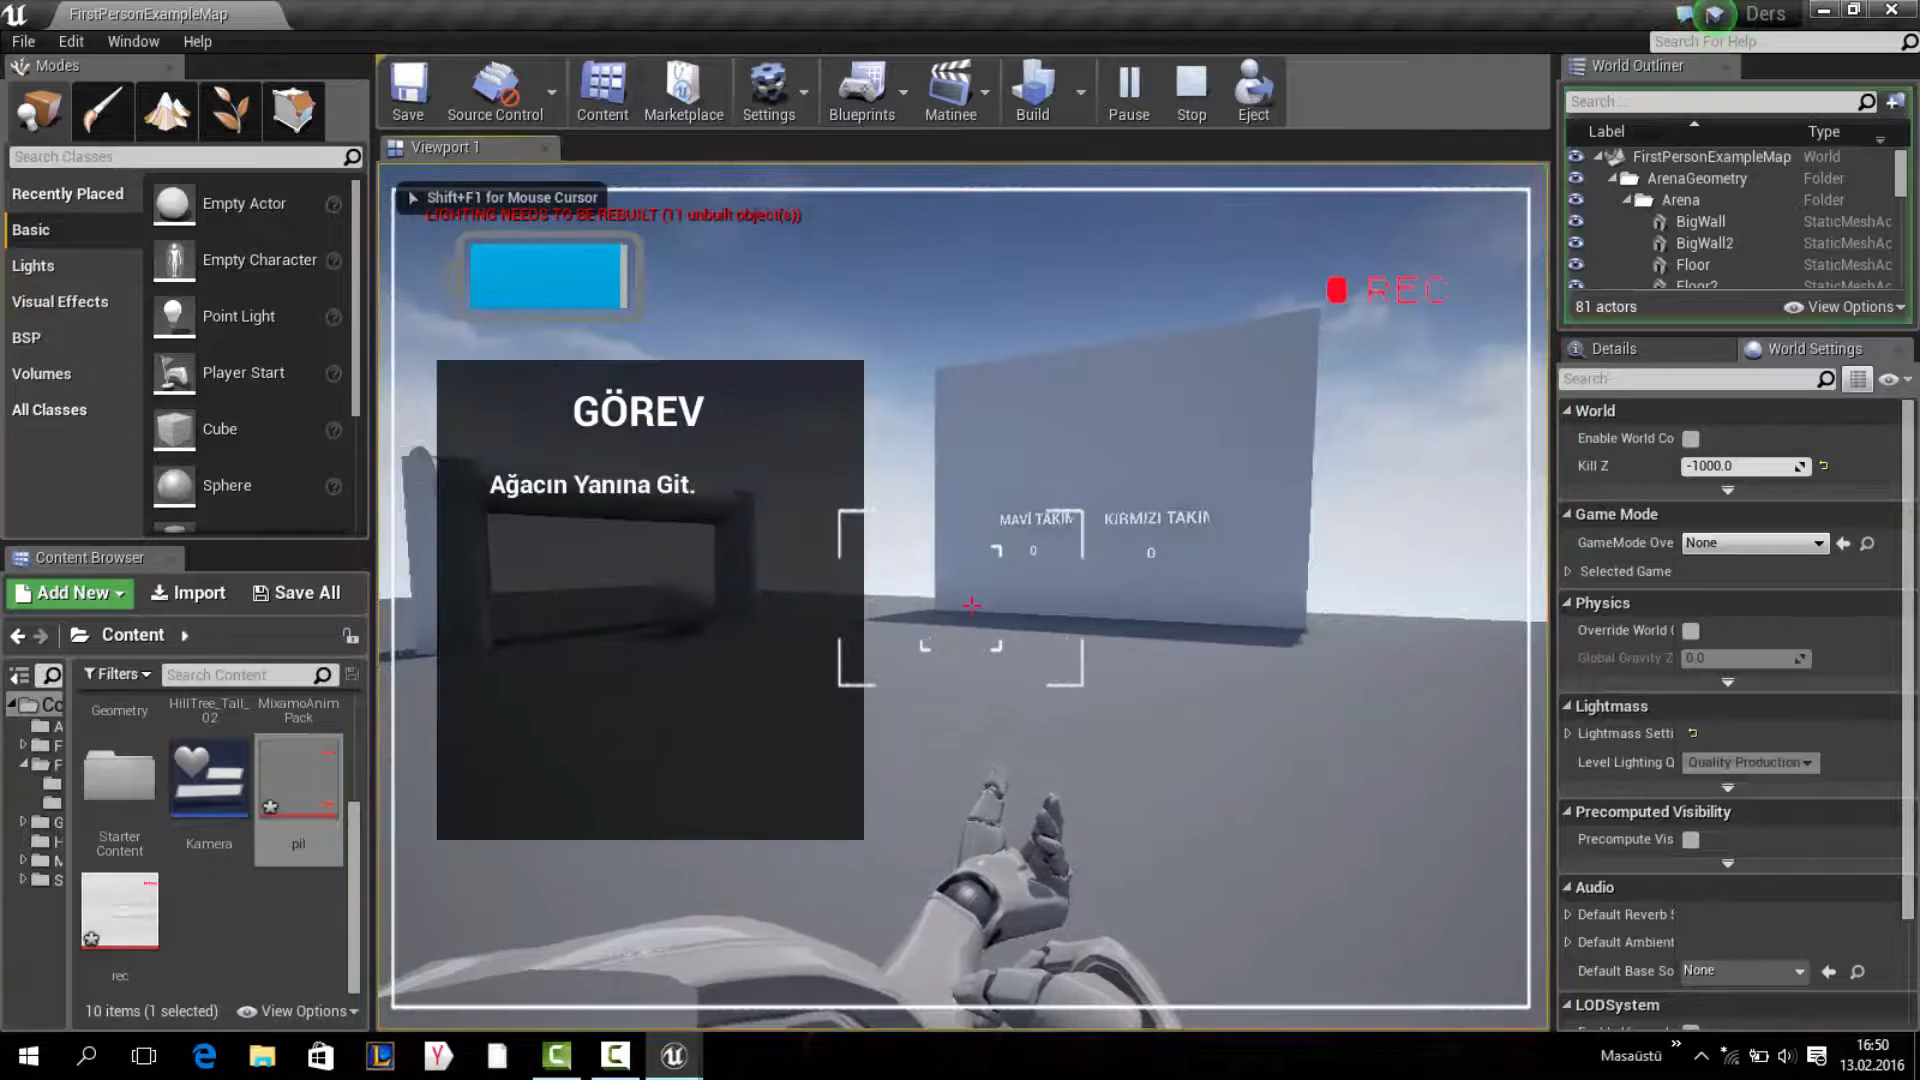 FirstPersonExampleMap
Ders
File Edit Window Help
Search For Help
Modes
Search Classes
Recently Placed
Basic
Lights
Visual Effects
BSP
Volumes
All Classes
Empty Actor
Empty Character
Point Light
Player Start
Cube
Sphere
Save
Source Control
Content
Marketplace
Settings
Blueprints
Matinee
Build
Pause
Stop
Eject
Viewport 1
Shift+F1 for Mouse Cursor
LIGHTING NEEDS TO BE REBUILT (11 unbuilt object(s))
REC
GÖREV
Ağacın Yanına Git.
MAVİ TAKIM
KIRMIZI TAKIM
0
0
Content Browser
Add New
Import
Save All
Content
Filters
Search Content
Geometry
HillTree_Tall_
02
MixamoAnim
Pack
Starter
Content
Kamera
pil
rec
10 items (1 selected)
View Options
World Outliner
Search...
Label
Type
FirstPersonExampleMap World
ArenaGeometry Folder
Arena Folder
BigWall StaticMeshAc
BigWall2 StaticMeshAc
Floor StaticMeshAc
Floor2
81 actors
View Options
Details
World Settings
Search
World
Enable World Co
Kill Z -1000.0
Game Mode
GameMode Ove None
Selected Game
Physics
Override World
Global Gravity Z 0.0
Lightmass
Lightmass Setti
Level Lighting Q Quality Production
Precomputed Visibility
Precompute Vis
Audio
Default Reverb
Default Ambient
Default Base So None
LODSystem
Masaüstü
16:50
13.02.2016